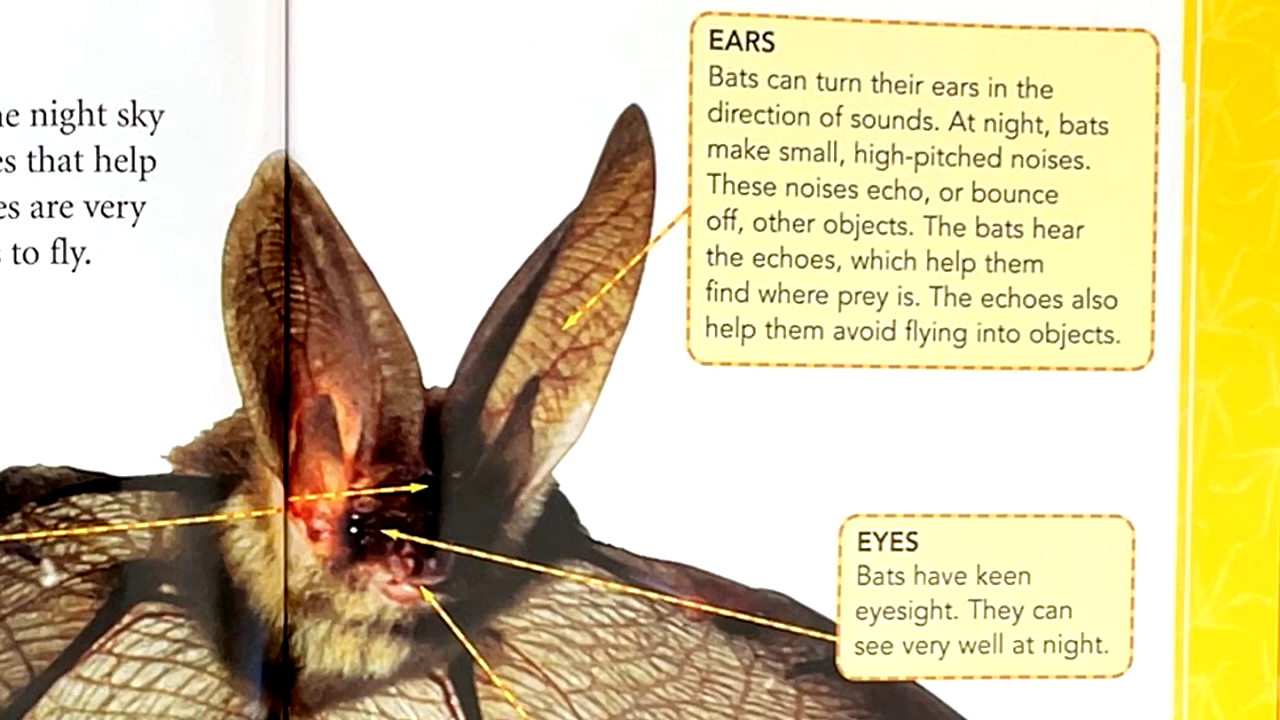 night sky
that help
are very
to fly.
EARS
Bats can turn their ears in the
direction of sounds. At night, bats
make small, high-pitched noises.
These noises echo, or bounce
off, other objects. The bats hear
the echoes, which help them
find where prey is. The echoes also
help them avoid flying into objects.
EYES
Bats have keen
eyesight. They can
see very well at night.